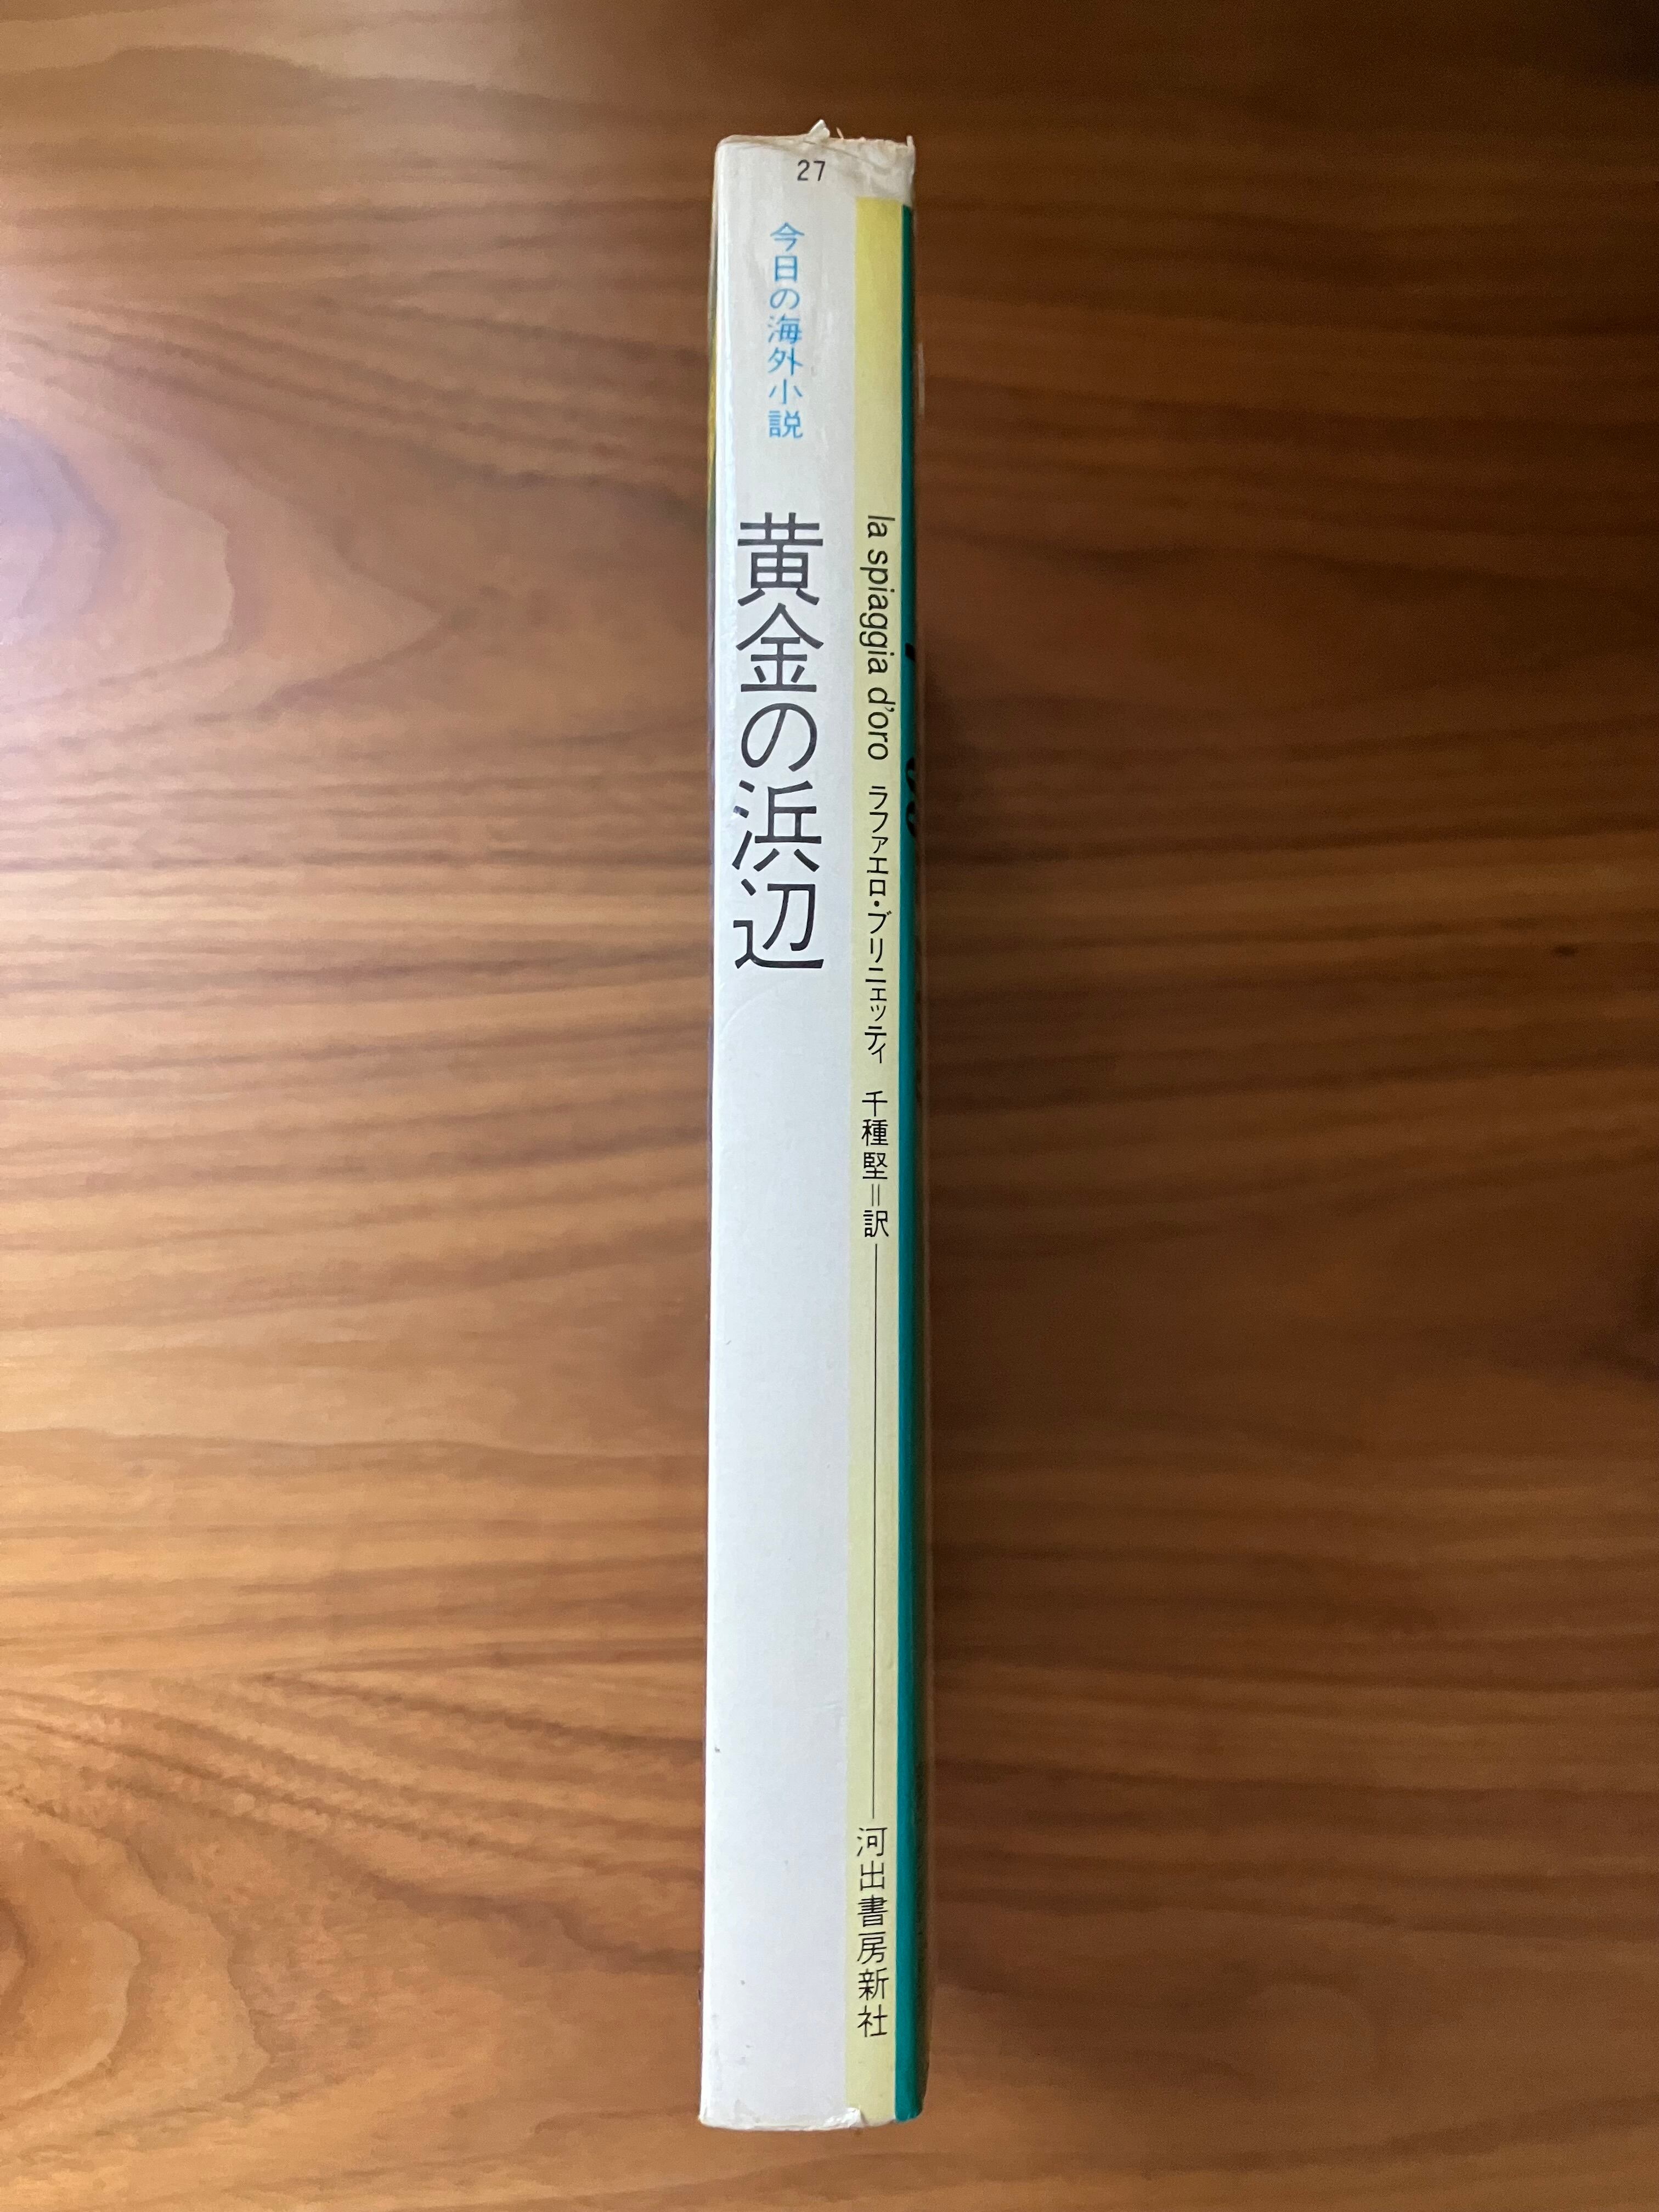 27
今日の海外小説
黄金の浜辺
la spiaggia d'oro ラファエロ・ブリニェッティ 千種堅=訳
河出書房新社